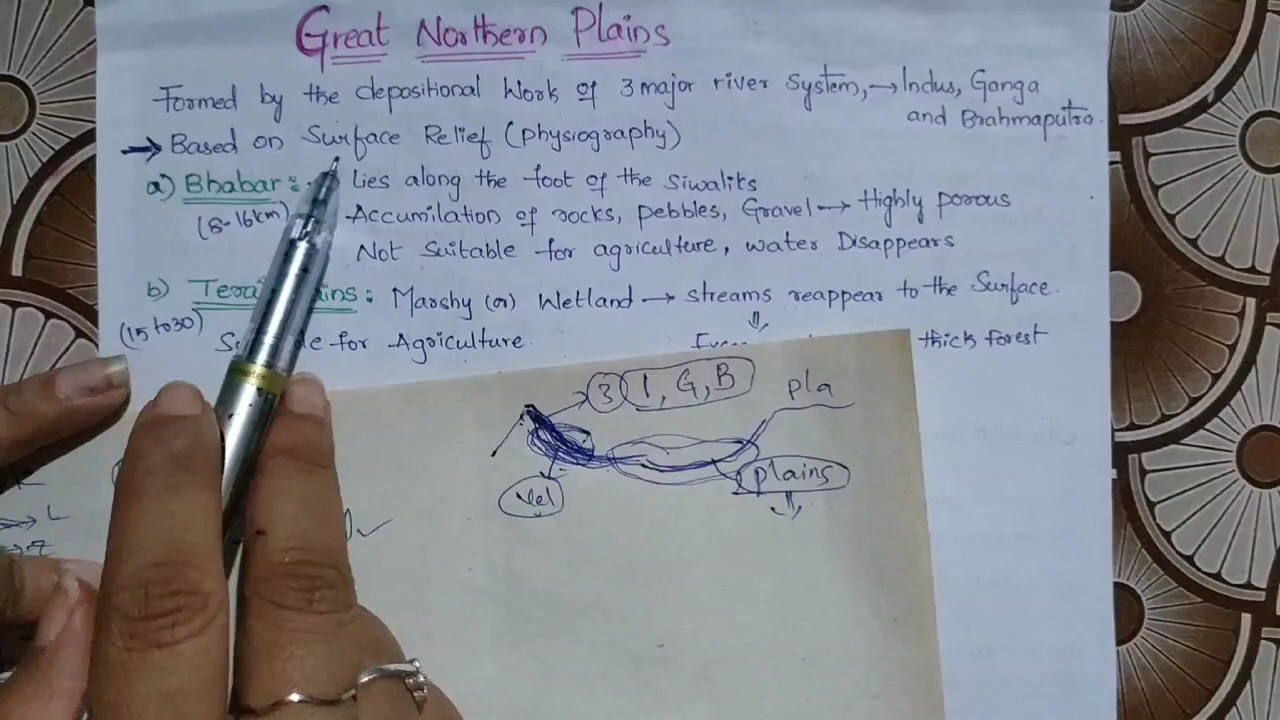 Great Northern Plains
Formed by the depositional work of 3 major river system, → Indus, Ganga
and Brahmaputra.
→ Based on Surface Relief (Physiography)
a) Bhabar :- Lies along the foot of the Siwaliks
(8-16km) Accumilation of rocks, pebbles, Gravel → Highly porous
Not Suitable for agriculture, water Disappears
b) Terai Plains : Marshy (or) Wetland → streams reappear to the Surface.
(15 to 30) for Agriculture. thick forest
3 I, G, B pla
Vel plains